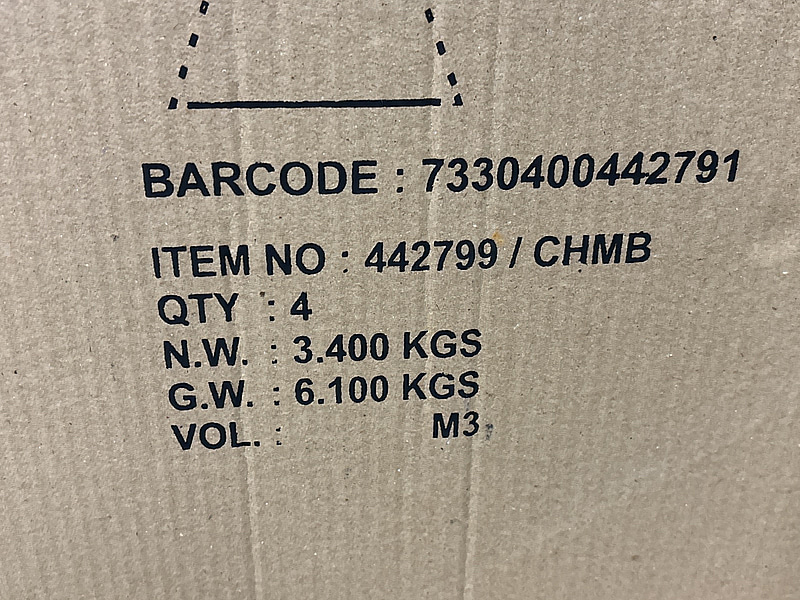 BARCODE : 7330400442791
ITEM NO : 442799 / CHMB
QTY : 4
N.W. : 3.400 KGS
G.W. : 6.100 KGS
VOL. : M3